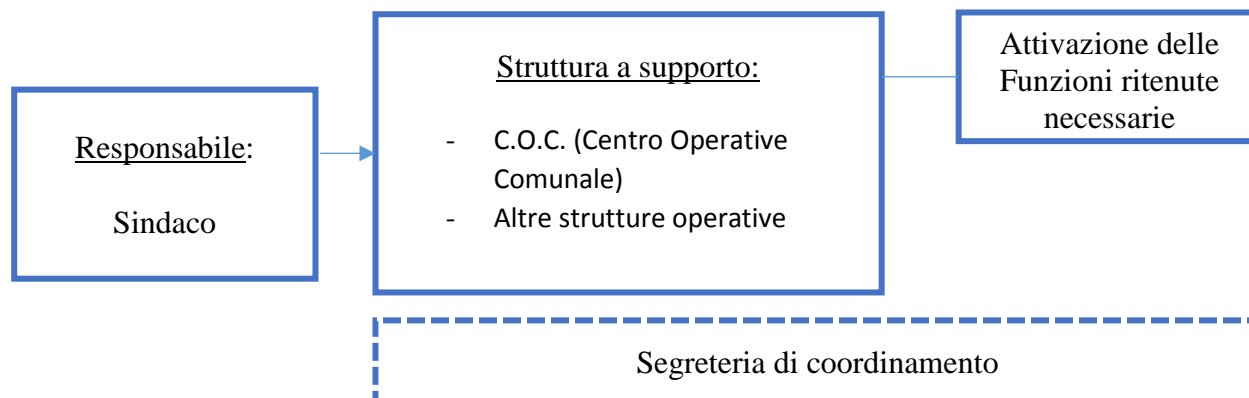 Responsabile:
Sindaco
Struttura a supporto:
- C.O.C. (Centro Operative
Comunale)
- Altre strutture operative
Attivazione delle
Funzioni ritenute
necessarie
Segreteria di coordinamento